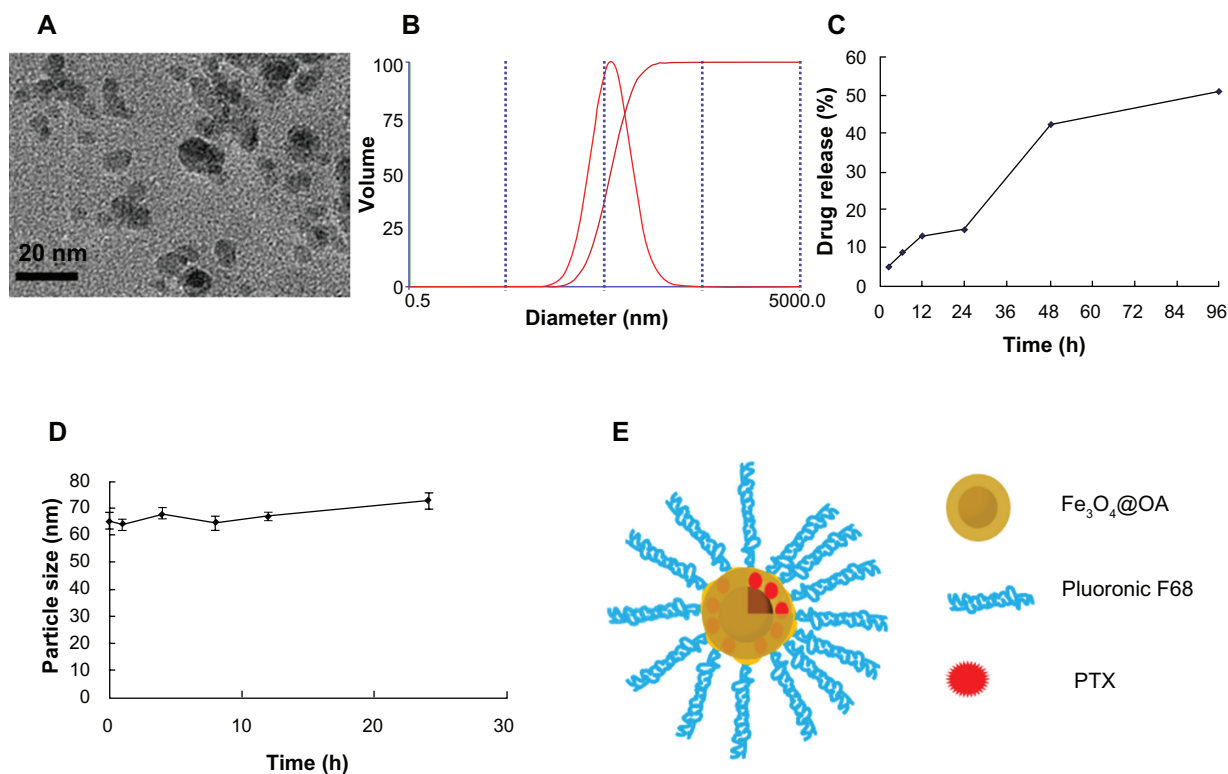 A
20 nm
B
Volume
100
75
50
25
0
0.5
5000.0
Diameter (nm)
C
Drug release (%)
60
50
40
30
20
10
0
0 12 24 36 48 60 72 84 96
Time (h)
D
Particle size (nm)
80
70
60
50
40
30
20
10
0
0 10 20 30
Time (h)
E
Fe₃O₄@OA
Pluoronic F68
PTX